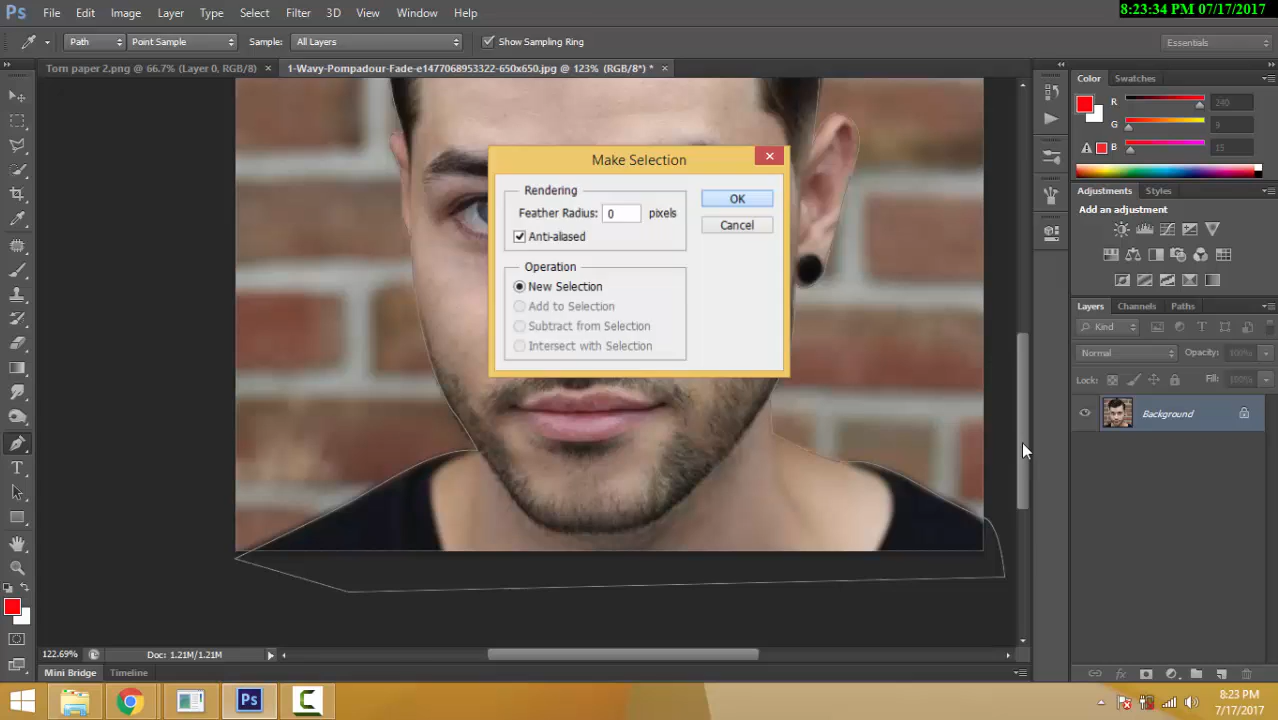 8:23:34 PM 07/17/2017
Ps File Edit Image Layer Type Select Filter 3D View Window Help
Path Point Sample Sample: All Layers Show Sampling Ring Essentials
Torn paper 2.png @ 66.7% (Layer 0, RGB/8) × 1-Wavy-Pompadour-Fade-e1477068953322-650x650.jpg @ 123% (RGB/8*) * ×
Color Swatches
R 240
G 9
B 15
Make Selection
Rendering
Feather Radius: 0 pixels
Anti-aliased
OK
Cancel
Operation
New Selection
Add to Selection
Subtract from Selection
Intersect with Selection
Adjustments Styles
Add an adjustment
Layers Channels Paths
Kind
Normal Opacity: 100%
Lock: Fill: 100%
Background
122.69% Doc: 1.21M/1.21M
Mini Bridge Timeline
Ps
8:23 PM
7/17/2017